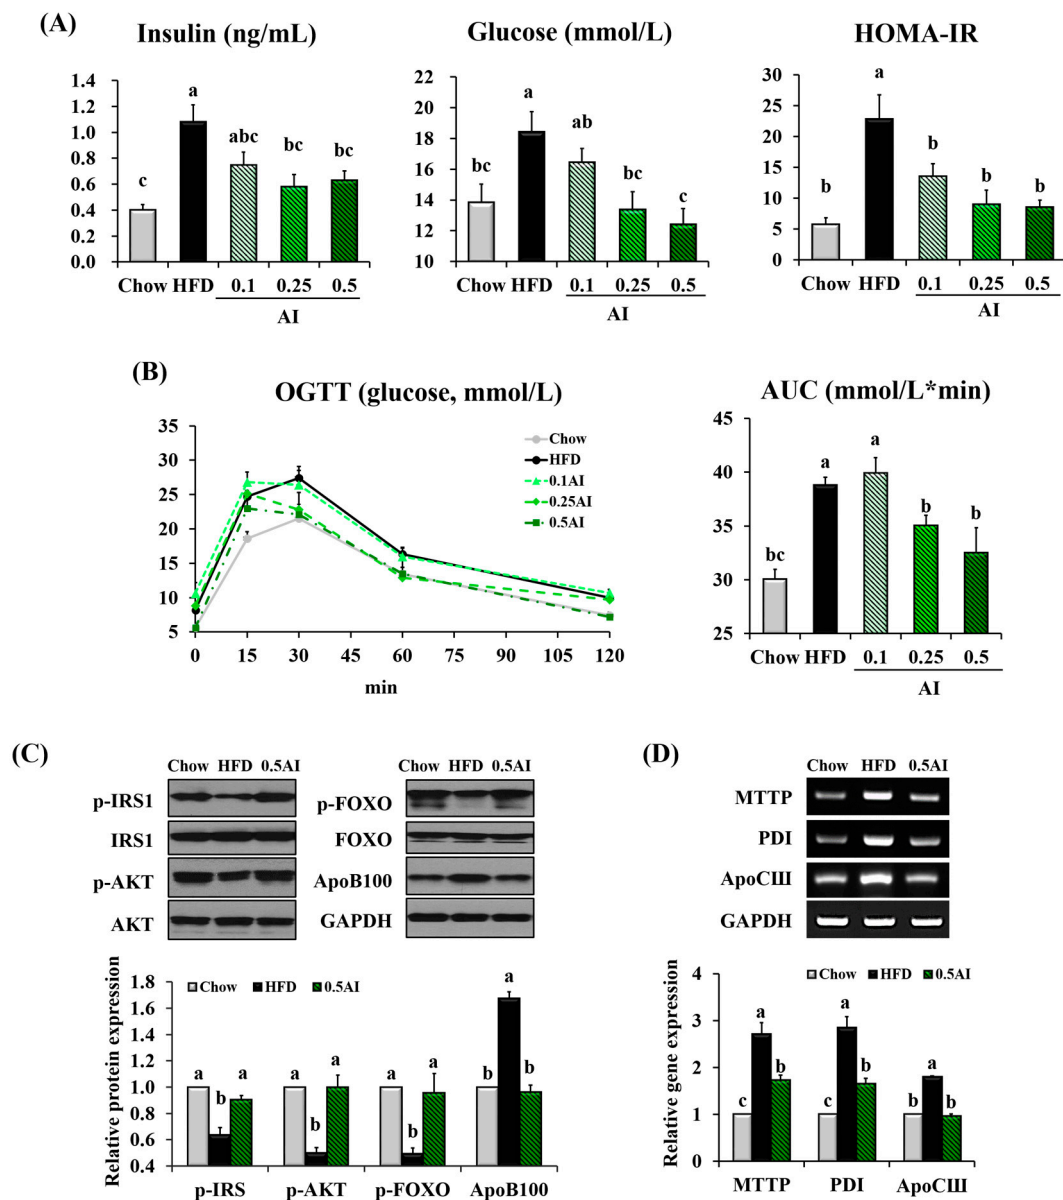 (A)
Insulin (ng/mL)
1.4
1.2
1.0
0.8
0.6
0.4
0.2
0.0
c
a
abc
bc
bc
Chow HFD 0.1 0.25 0.5
AI
Glucose (mmol/L)
22
20
18
16
14
12
10
bc
a
ab
bc
c
Chow HFD 0.1 0.25 0.5
AI
HOMA-IR
30
25
20
15
10
5
0
b
a
b
b
b
Chow HFD 0.1 0.25 0.5
AI
(B)
OGTT (glucose, mmol/L)
35
30
25
20
15
10
5
Chow
HFD
0.1AI
0.25AI
0.5AI
0 15 30 45 60 75 90 105 120
min
AUC (mmol/L*min)
45
40
35
30
25
bc
a
a
b
b
Chow HFD 0.1 0.25 0.5
AI
(C)
Chow HFD 0.5AI
p-IRS1
IRS1
p-AKT
AKT
Chow HFD 0.5AI
p-FOXO
FOXO
ApoB100
GAPDH
Relative protein expression
1.8
1.6
1.4
1.2
1.0
0.8
0.6
0.4
Chow HFD 0.5AI
a b a
a b a
a b a
b a b
p-IRS p-AKT p-FOXO ApoB100
(D)
Chow HFD 0.5AI
MTTP
PDI
ApoCIII
GAPDH
Relative gene expression
4
3
2
1
0
Chow HFD 0.5AI
c a b
c a b
b a b
MTTP PDI ApoCIII